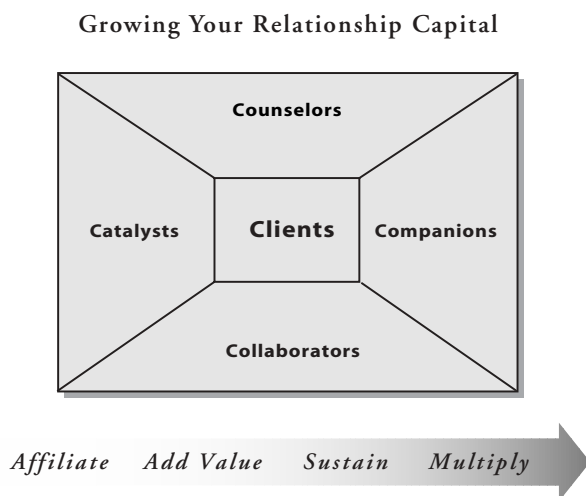 Growing Your Relationship Capital
Counselors
Catalysts Clients Companions
Collaborators
Affiliate Add Value Sustain Multiply